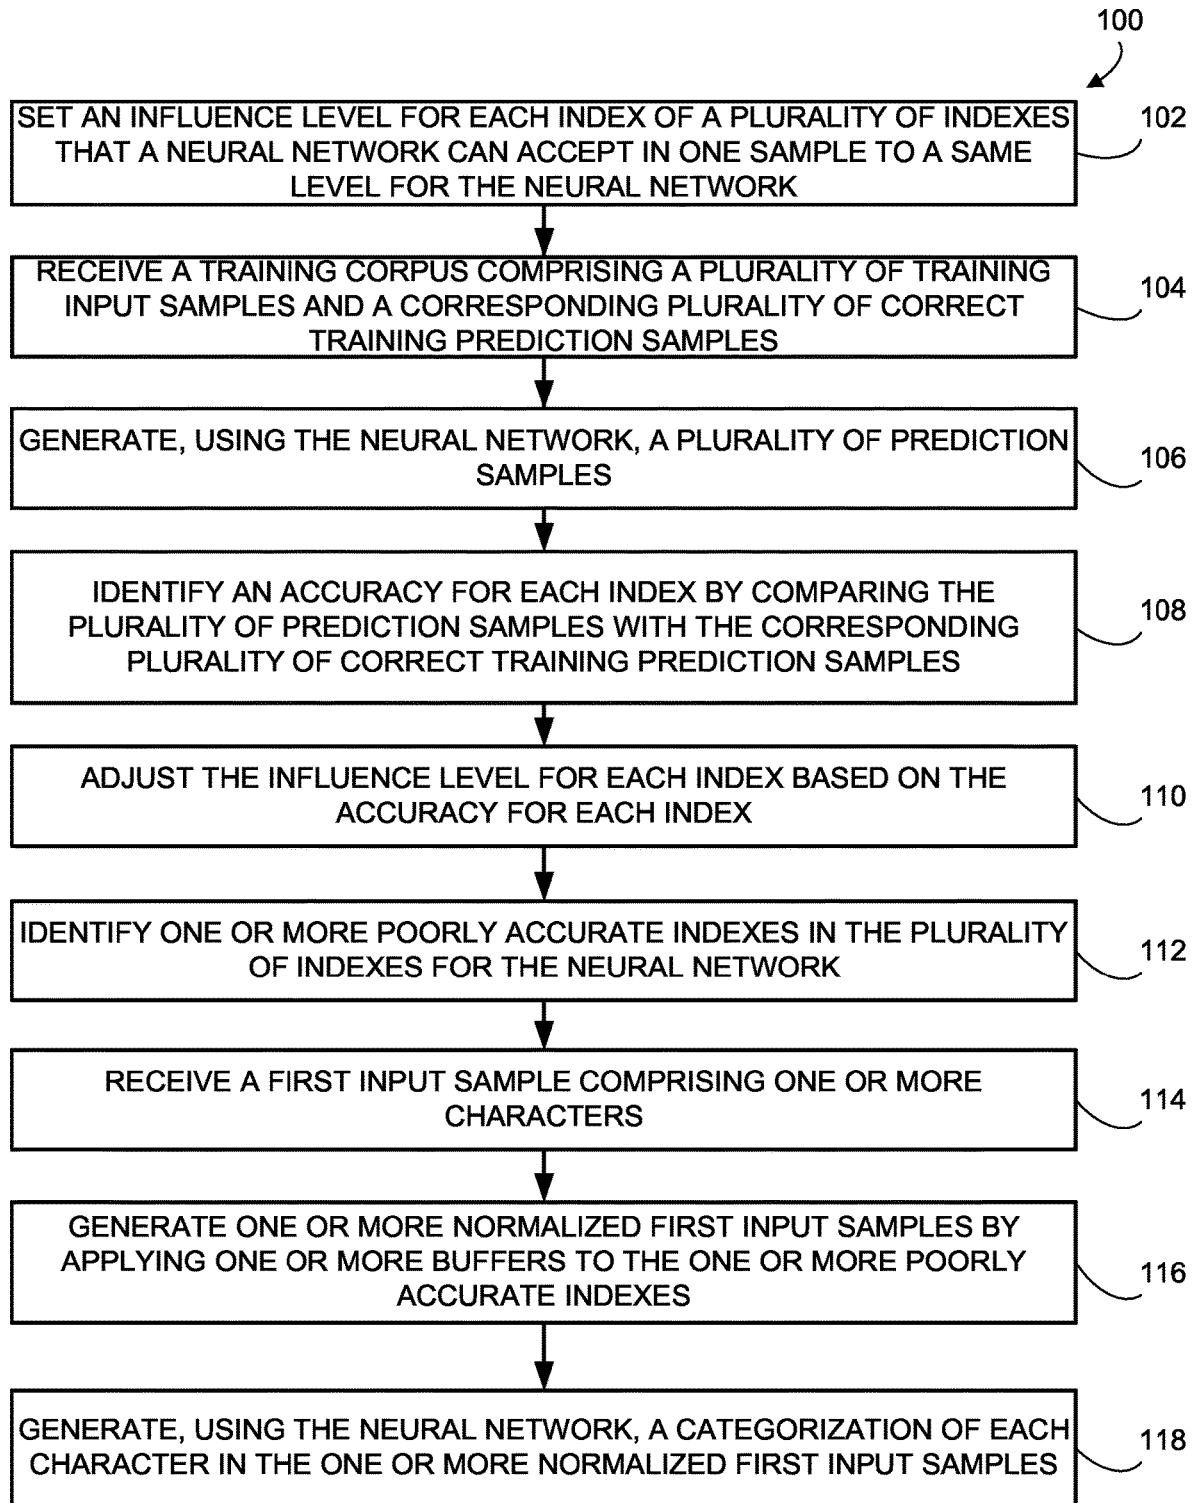 100
SET AN INFLUENCE LEVEL FOR EACH INDEX OF A PLURALITY OF INDEXES
THAT A NEURAL NETWORK CAN ACCEPT IN ONE SAMPLE TO A SAME
LEVEL FOR THE NEURAL NETWORK
102
RECEIVE A TRAINING CORPUS COMPRISING A PLURALITY OF TRAINING
INPUT SAMPLES AND A CORRESPONDING PLURALITY OF CORRECT
TRAINING PREDICTION SAMPLES
104
GENERATE, USING THE NEURAL NETWORK, A PLURALITY OF PREDICTION
SAMPLES
106
IDENTIFY AN ACCURACY FOR EACH INDEX BY COMPARING THE
PLURALITY OF PREDICTION SAMPLES WITH THE CORRESPONDING
PLURALITY OF CORRECT TRAINING PREDICTION SAMPLES
108
ADJUST THE INFLUENCE LEVEL FOR EACH INDEX BASED ON THE
ACCURACY FOR EACH INDEX
110
IDENTIFY ONE OR MORE POORLY ACCURATE INDEXES IN THE PLURALITY
OF INDEXES FOR THE NEURAL NETWORK
112
RECEIVE A FIRST INPUT SAMPLE COMPRISING ONE OR MORE
CHARACTERS
114
GENERATE ONE OR MORE NORMALIZED FIRST INPUT SAMPLES BY
APPLYING ONE OR MORE BUFFERS TO THE ONE OR MORE POORLY
ACCURATE INDEXES
116
GENERATE, USING THE NEURAL NETWORK, A CATEGORIZATION OF EACH
CHARACTER IN THE ONE OR MORE NORMALIZED FIRST INPUT SAMPLES
118